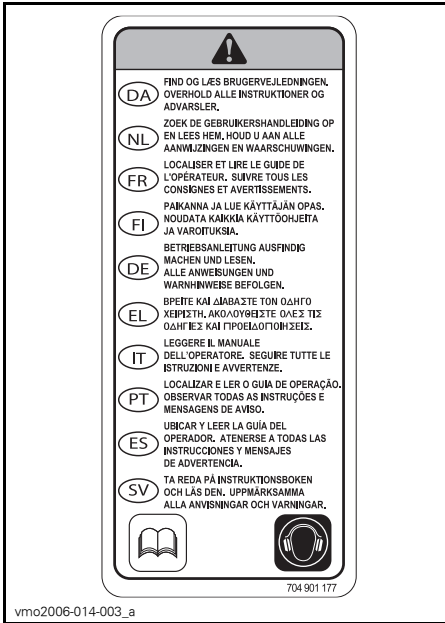 DA
FIND OG LÆS BRUGERVEJLEDNINGEN.
OVERHOLD ALLE INSTRUKTIONER OG
ADVARSLER.
NL
ZOEK DE GEBRUIKERSHANDLEIDING OP
EN LEES HEM. HOUD U AAN ALLE
AANWIJZINGEN EN WAARSCHUWINGEN.
FR
LOCALISER ET LIRE LE GUIDE DE
L'OPÉRATEUR. SUIVRE TOUS LES
CONSIGNES ET AVERTISSEMENTS.
FI
PAIKANNA JA LUE KÄYTTÄJÄN OPAS.
NOUDATA KAIKKIA KÄYTTÖOHJEITA
JA VAROITUKSIA.
DE
BETRIEBSANLEITUNG AUSFINDIG
MACHEN UND LESEN.
ALLE ANWEISUNGEN UND
WARNHINWEISE BEFOLGEN.
EL
ΒΡΕΙΤΕ ΚΑΙ ΔΙΑΒΑΣΤΕ ΤΟΝ ΟΔΗΓΟ
ΧΕΙΡΙΣΤΗ. ΑΚΟΛΟΥΘΕΙΣΤΕ ΟΛΕΣ ΤΙΣ
ΟΔΗΓΙΕΣ ΚΑΙ ΠΡΟΕΙΔΟΠΟΙΗΣΕΙΣ.
IT
LEGGERE IL MANUALE
DELL'OPERATORE. SEGUIRE TUTTE LE
ISTRUZIONI E AVVERTENZE.
PT
LOCALIZAR E LER O GUIA DE OPERAÇÃO.
OBSERVAR TODAS AS INSTRUÇÕES E
MENSAGENS DE AVISO.
ES
UBICAR Y LEER LA GUÍA DEL
OPERADOR. ATENERSE A TODAS LAS
INSTRUCCIONES Y MENSAJES
DE ADVERTENCIA.
SV
TA REDA PÅ INSTRUKTIONSBOKEN
OCH LÄS DEN. UPPMÄRKSAMMA
ALLA ANVISNINGAR OCH VARNINGAR.
704 901 177
vmo2006-014-003_a